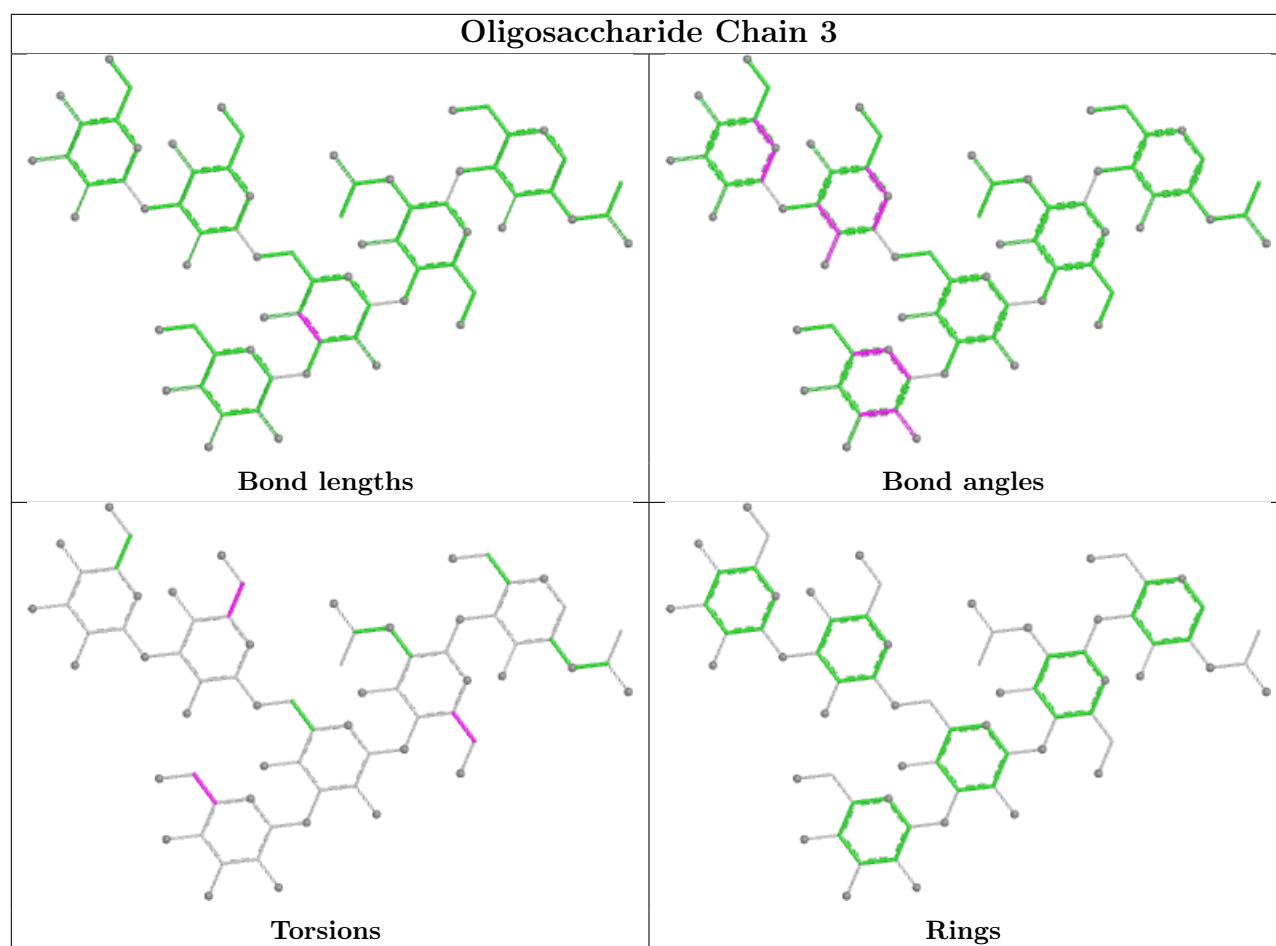 Oligosaccharide Chain 3
Bond lengths
Bond angles
Torsions
Rings